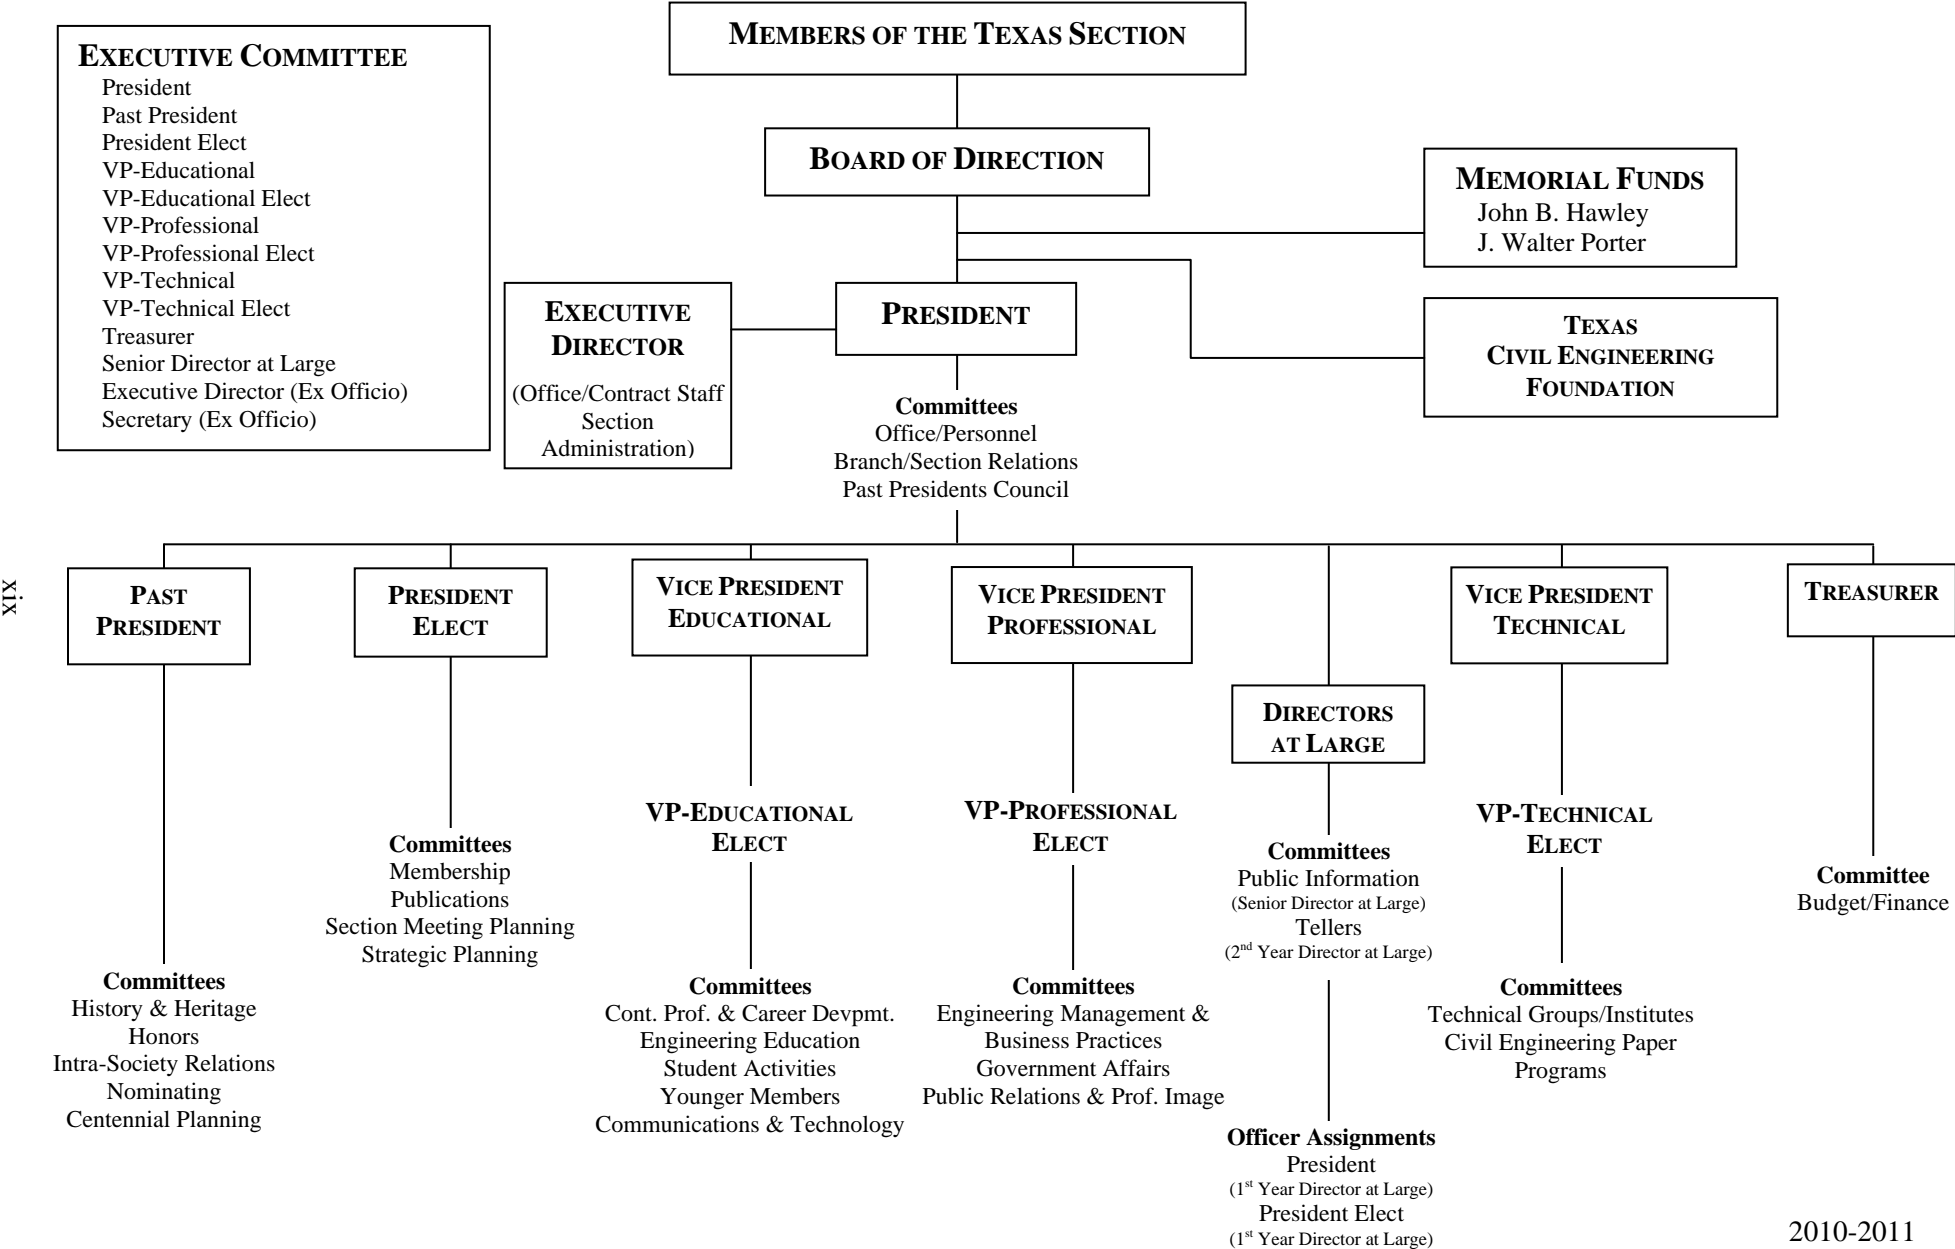 EXECUTIVE COMMITTEE
President
Past President
President Elect
VP-Educational
VP-Educational Elect
VP-Professional
VP-Professional Elect
VP-Technical
VP-Technical Elect
Treasurer
Senior Director at Large
Executive Director (Ex Officio)
Secretary (Ex Officio)
MEMBERS OF THE TEXAS SECTION
BOARD OF DIRECTION
MEMORIAL FUNDS
John B. Hawley
J. Walter Porter
EXECUTIVE
DIRECTOR
(Office/Contract Staff
Section
Administration)
PRESIDENT
Committees
Office/Personnel
Branch/Section Relations
Past Presidents Council
TEXAS
CIVIL ENGINEERING
FOUNDATION
xix
PAST
PRESIDENT
Committees
History & Heritage
Honors
Intra-Society Relations
Nominating
Centennial Planning
PRESIDENT
ELECT
Committees
Membership
Publications
Section Meeting Planning
Strategic Planning
VICE PRESIDENT
EDUCATIONAL
VP-EDUCATIONAL
ELECT
Committees
Cont. Prof. & Career Devpmt.
Engineering Education
Student Activities
Younger Members
Communications & Technology
VICE PRESIDENT
PROFESSIONAL
VP-PROFESSIONAL
ELECT
Committees
Engineering Management &
Business Practices
Government Affairs
Public Relations & Prof. Image
DIRECTORS
AT LARGE
Committees
Public Information
(Senior Director at Large)
Tellers
(2nd Year Director at Large)
Officer Assignments
President
(1st Year Director at Large)
President Elect
(1st Year Director at Large)
VICE PRESIDENT
TECHNICAL
VP-TECHNICAL
ELECT
Committees
Technical Groups/Institutes
Civil Engineering Paper
Programs
TREASURER
Committee
Budget/Finance
2010-2011